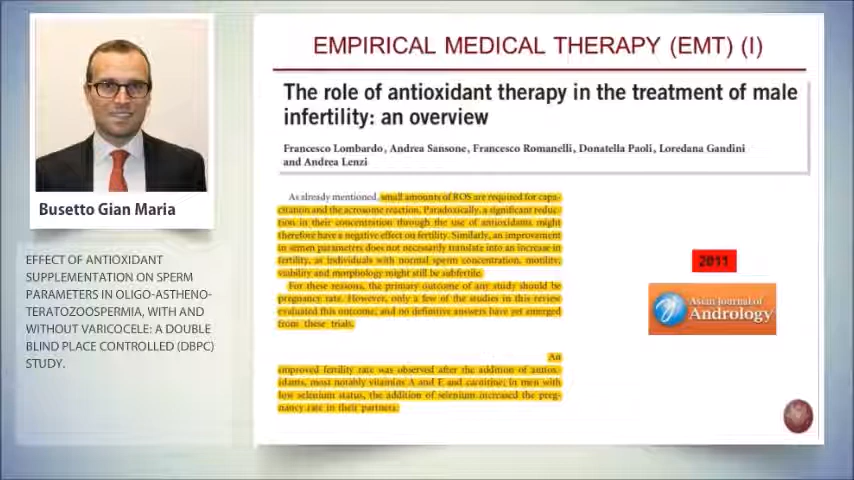 EMPIRICAL MEDICAL THERAPY (EMT) (I)
The role of antioxidant therapy in the treatment of male
infertility: an overview
Francesco Lombardo, Andrea Sansone, Francesco Romanelli, Donatella Paoli, Loredana Gandini
and Andrea Lenzi
Busetto Gian Maria
EFFECT OF ANTIOXIDANT
SUPPLEMENTATION ON SPERM
PARAMETERS IN OLIGO-ASTHENO-
TERATOZOOSPERMIA, WITH AND
WITHOUT VARICOCELE: A DOUBLE
BLIND PLACE CONTROLLED (DBPC)
STUDY.
As already mentioned, small amounts of ROS are required for capa-
citation and the acrosome reaction. Paradoxically, a significant reduc-
tion in their concentration through the use of antioxidants might
therefore have a negative effect on fertility. Similarly, an improvement
in semen parameters does not necessarily translate into an increase in
fertility, as individuals with normal sperm concentration, motility,
viability and morphology might still be subfertile.
For these reasons, the primary outcome of any study should be
pregnancy rate. However, only a few of the studies in this review
evaluated this outcome, and no definitive answers have yet emerged
from these trials.
An
improved fertility rate was observed after the addition of antiox-
idants, most notably vitamins A and E and carnitine; in men with
low selenium status, the addition of selenium increased the preg-
nancy rate in their partners.
2011
Asian Journal of
Andrology